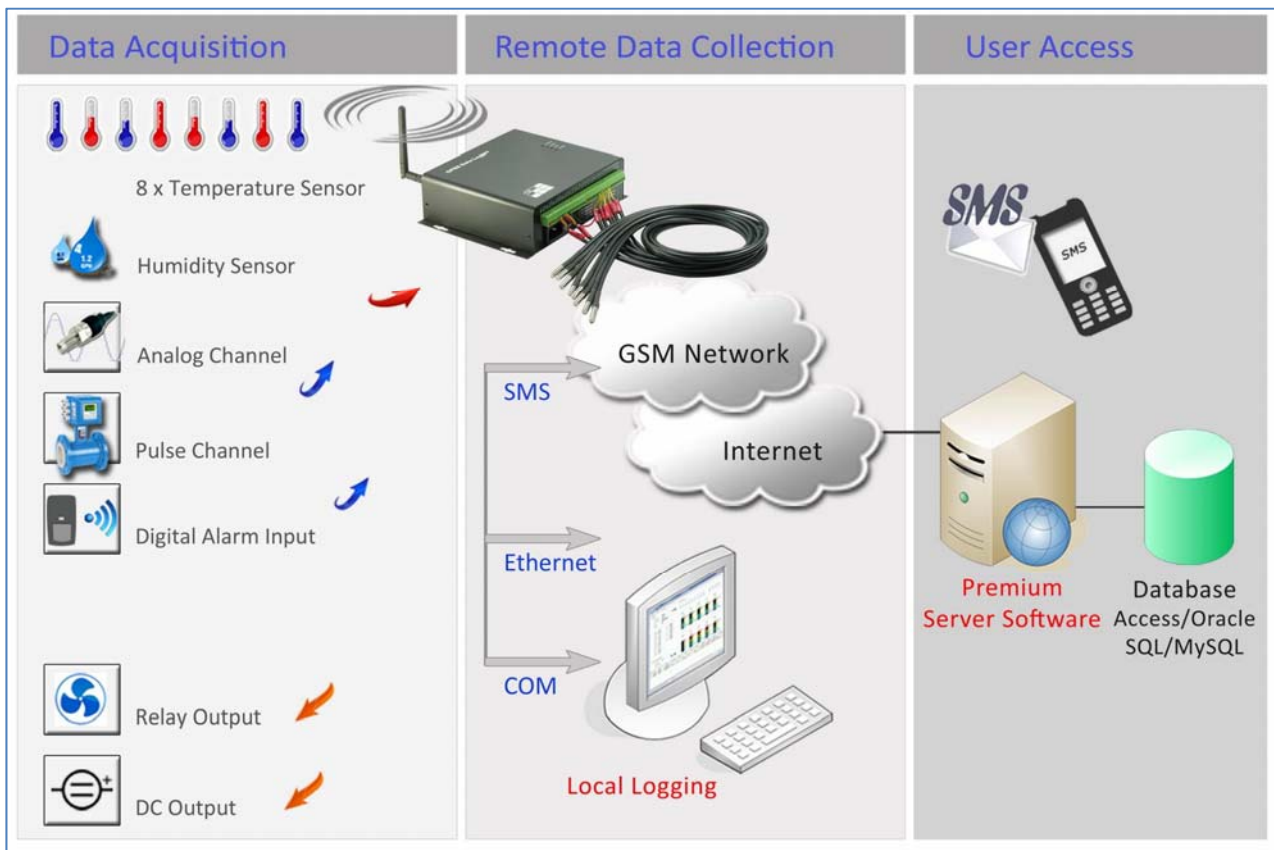 Data Acquisition
Remote Data Collection
User Access
8 x Temperature Sensor
Humidity Sensor
Analog Channel
Pulse Channel
Digital Alarm Input
Relay Output
DC Output
GSM Network
SMS
Internet
Ethernet
COM
Local Logging
SMS
SMS
Premium
Server Software
Database
Access/Oracle
SQL/MySQL